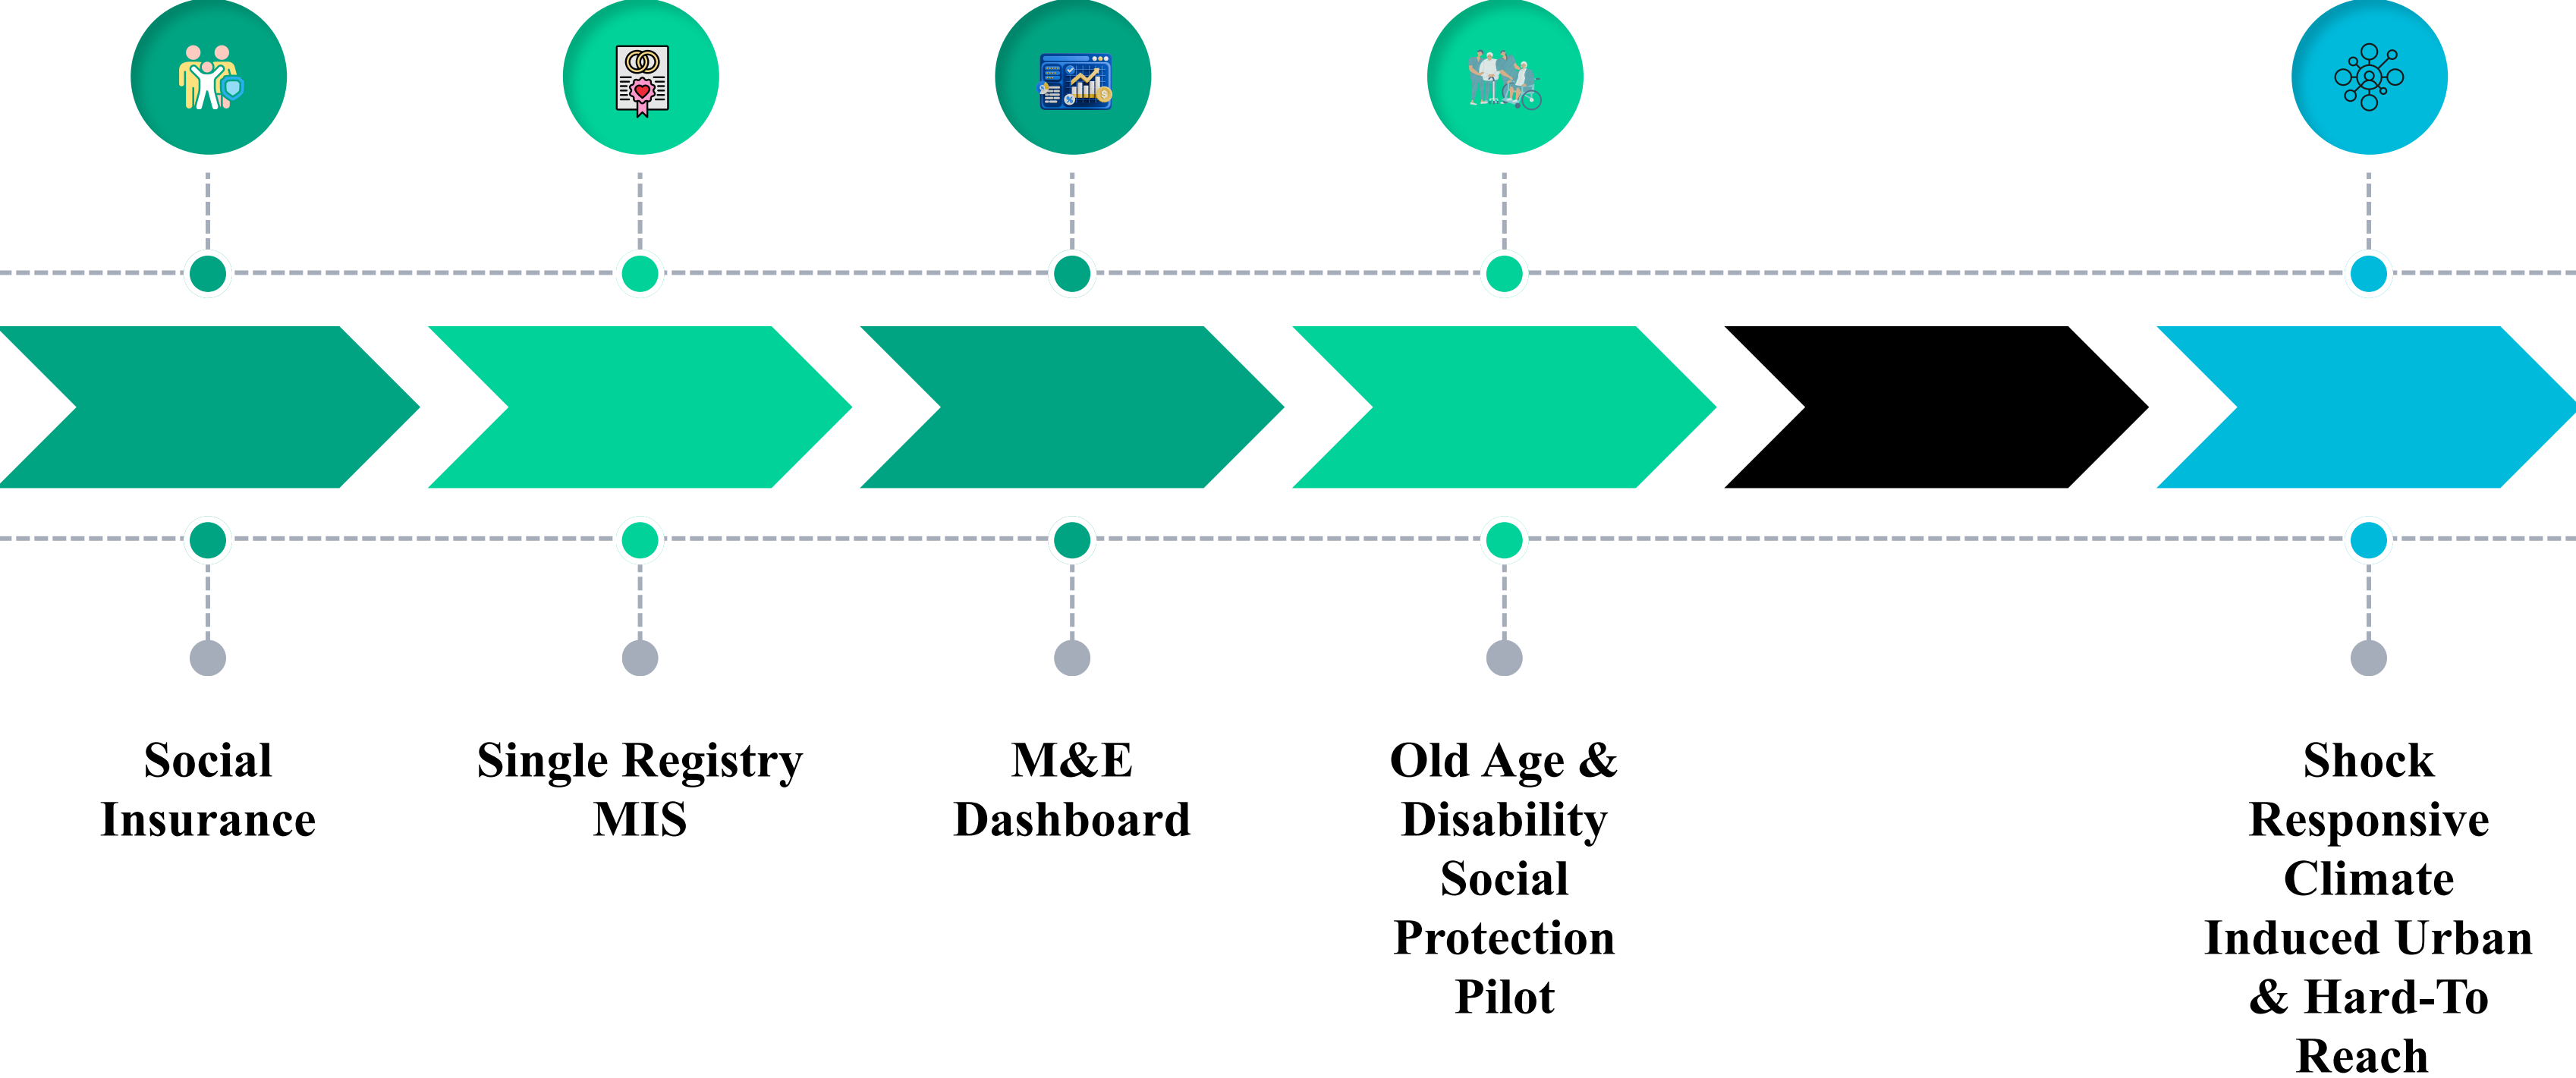 Social
Insurance
Single Registry
MIS
M&E
Dashboard
Old Age &
Disability
Social
Protection
Pilot
Shock
Responsive
Climate
Induced Urban
& Hard-To
Reach